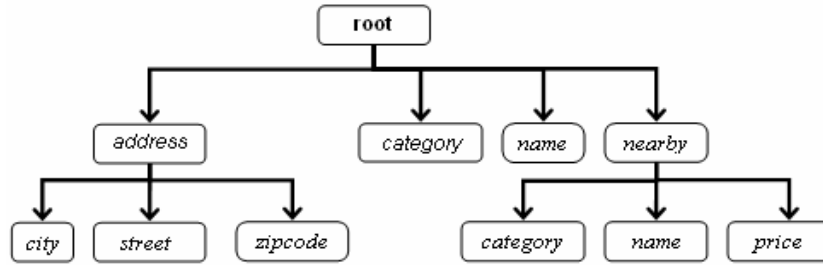 root
address category name nearby
city street zipcode category name price